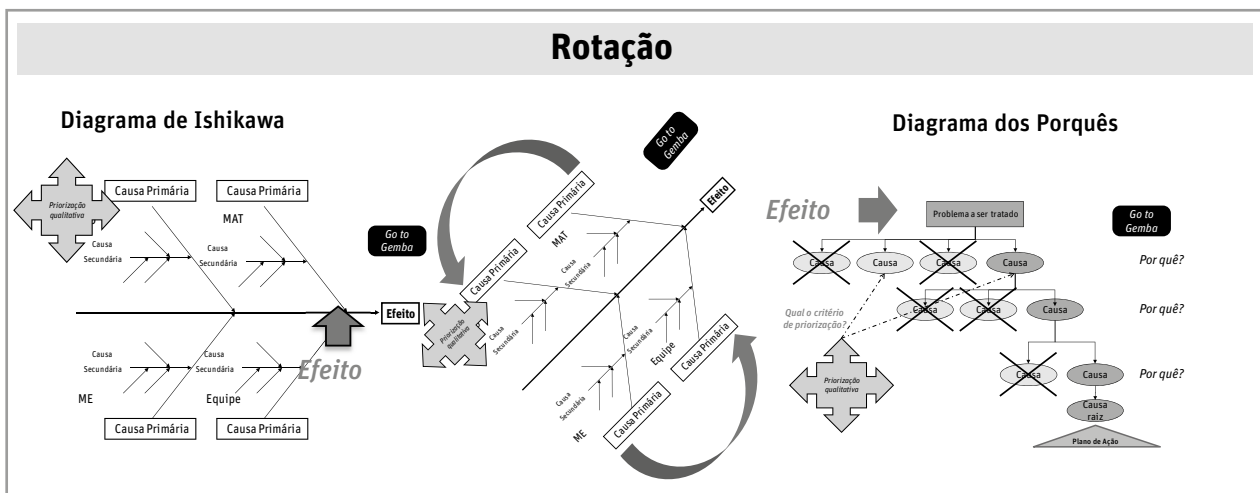 Rotação
Diagrama de Ishikawa
Priorização
qualitativa
Causa Primária
Causa Primária
MAT
Causa
Secundária
Causa
Secundária
Go to
Gemba
Efeito
Efeito
Causa
Secundária
Causa
Secundária
ME
Equipe
Causa Primária
Causa Primária
Go to
Gemba
Efeito
Causa Primária
MAT
Causa
Secundária
Causa Primária
Causa
Secundária
Priorização
qualitativa
Causa
Secundária
Equipe
Causa Primária
Causa
Secundária
ME
Causa Primária
Diagrama dos Porquês
Efeito
Problema a ser tratado
Go to
Gemba
Causa
Causa
Causa
Causa
Por quê?
Qual o critério
de priorização?
Causa
Causa
Causa
Por quê?
Priorização
qualitativa
Causa
Causa
Por quê?
Causa
raiz
Plano de Ação